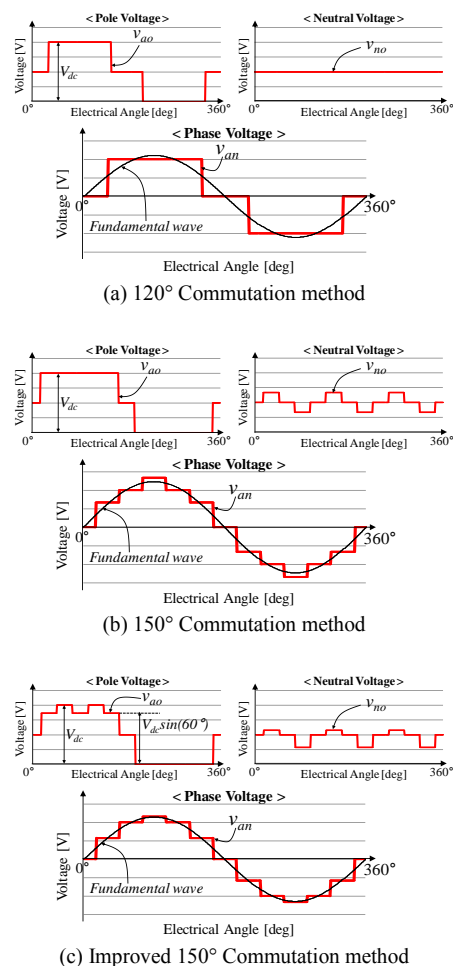 < Pole Voltage>
< Neutral Voltage >
Voltage [V]
V_dc
v_ao
0°
360°
Electrical Angle [deg]
Voltage [V]
v_no
0°
360°
Electrical Angle [deg]
< Phase Voltage >
Voltage [V]
v_an
0°
360°
Fundamental wave
Electrical Angle [deg]
(a) 120° Commutation method
< Pole Voltage>
< Neutral Voltage >
Voltage [V]
V_dc
v_ao
0°
360°
Electrical Angle [deg]
Voltage [V]
v_no
0°
360°
Electrical Angle [deg]
< Phase Voltage >
Voltage [V]
v_an
0°
360°
Fundamental wave
Electrical Angle [deg]
(b) 150° Commutation method
< Pole Voltage>
< Neutral Voltage >
Voltage [V]
v_ao
V_dc
V_dc sin(60°)
0°
360°
Electrical Angle [deg]
Voltage [V]
v_no
0°
360°
Electrical Angle [deg]
< Phase Voltage >
Voltage [V]
v_an
0°
360°
Fundamental wave
Electrical Angle [deg]
(c) Improved 150° Commutation method